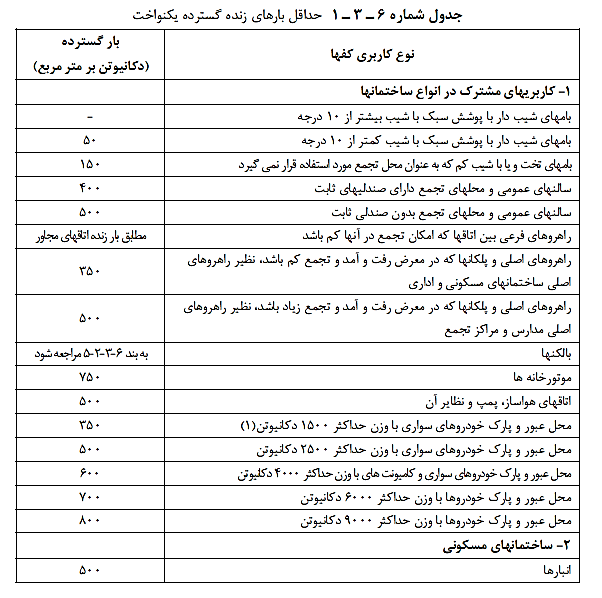 جدول شماره ۶ ـ ۳ ـ ۱ حداقل بارهای زنده گسترده یکنواخت
نوع کاربری کفها
بار گسترده
(دکانیوتن بر متر مربع)
۱- کاربریهای مشترک در انواع ساختمانها
بامهای شیب دار با پوشش سبک با شیب بیشتر از ۱۰ درجه
-
بامهای شیب دار با پوشش سبک با شیب کمتر از ۱۰ درجه
۵۰
بامهای تخت و یا با شیب کم که به عنوان محل تجمع مورد استفاده قرار نمی گیرد
۱۵۰
سالنهای عمومی و محلهای تجمع دارای صندلیهای ثابت
۴۰۰
سالنهای عمومی و محلهای تجمع بدون صندلی ثابت
۵۰۰
راهروهای فرعی بین اتاقها که امکان تجمع در آنها کم باشد
مطابق بار زنده اتاقهای مجاور
راهروهای اصلی و پلکانها که در معرض رفت و آمد و تجمع کم باشد، نظیر راهروهای
اصلی ساختمانهای مسکونی و اداری
۳۵۰
راهروهای اصلی و پلکانها که در معرض رفت و آمد و تجمع زیاد باشد، نظیر راهروهای
اصلی مدارس و مراکز تجمع
۵۰۰
بالکنها
به بند ۶-۳-۲-۵ مراجعه شود
موتورخانه ها
۷۵۰
اتاقهای هواساز، پمپ و نظایر آن
۵۰۰
محل عبور و پارک خودروهای سواری با وزن حداکثر ۱۵۰۰ دکانیوتن(۱)
۳۵۰
محل عبور و پارک خودروهای سواری با وزن حداکثر ۲۵۰۰ دکانیوتن
۵۰۰
محل عبور و پارک خودروهای سواری و کامیونت های با وزن حداکثر ۴۰۰۰ دکانیوتن
۶۰۰
محل عبور و پارک خودروها با وزن حداکثر ۶۰۰۰ دکانیوتن
۷۰۰
محل عبور و پارک خودروها با وزن حداکثر ۹۰۰۰ دکانیوتن
۸۰۰
۲- ساختمانهای مسکونی
انبارها
۵۰۰